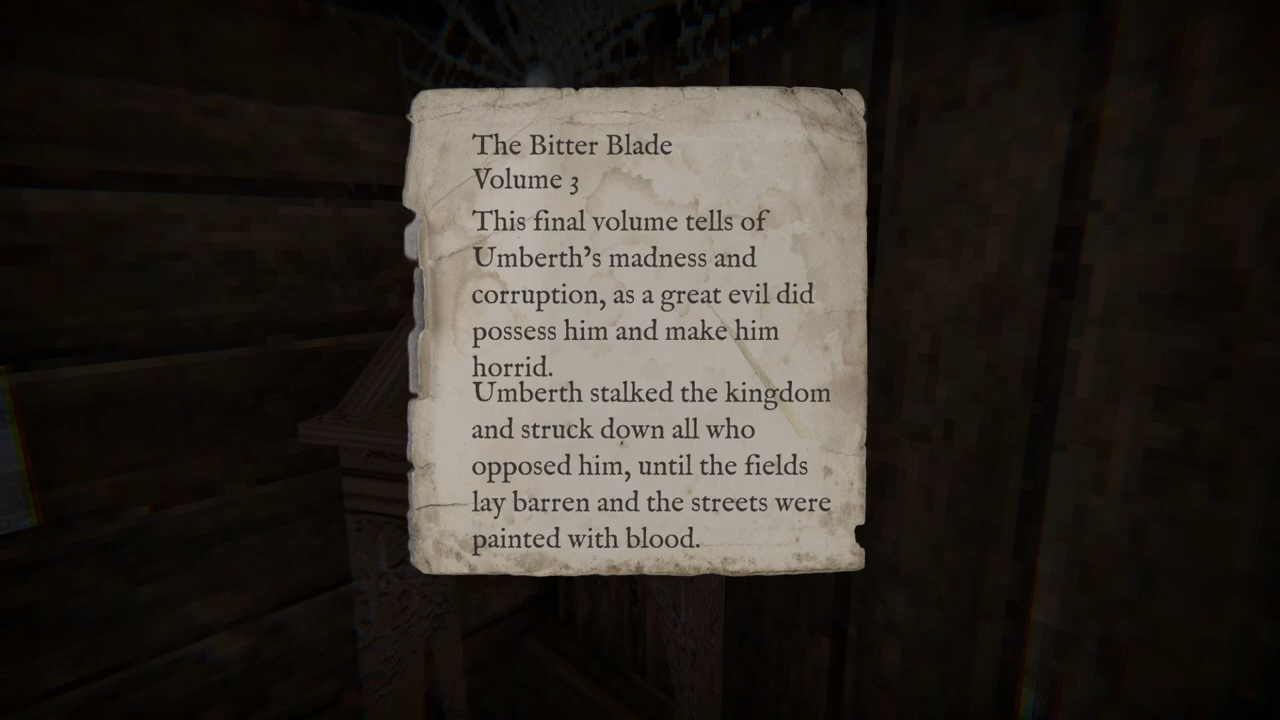 The Bitter Blade
Volume 3
This final volume tells of
Umberth's madness and
corruption, as a great evil did
possess him and make him
horrid.
Umberth stalked the kingdom
and struck down all who
opposed him, until the fields
lay barren and the streets were
painted with blood.